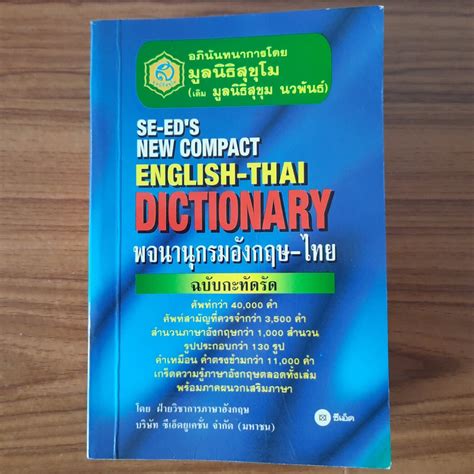 อภินันทนาการโดย
มูลนิธิสุขุโม
(เดิม มูลนิธิสุขุม นวพันธ์)
SE-ED'S
NEW COMPACT
ENGLISH-THAI
DICTIONARY
พจนานุกรมอังกฤษ-ไทย
ฉบับกะทัดรัด
ศัพท์กว่า 40,000 คำ
ศัพท์สามัญที่ควรจำกว่า 3,500 คำ
สำนวนภาษาอังกฤษกว่า 1,000 สำนวน
รูปประกอบกว่า 130 รูป
คำเหมือน คำตรงข้ามกว่า 11,000 คำ
เกร็ดความรู้ภาษาอังกฤษตลอดทั้งเล่ม
พร้อมภาคผนวกเสริมภาษา
โดย ฝ่ายวิชาการภาษาอังกฤษ
บริษัท ซีเอ็ดยูเคชั่น จำกัด (มหาชน)
ซีเอ็ด